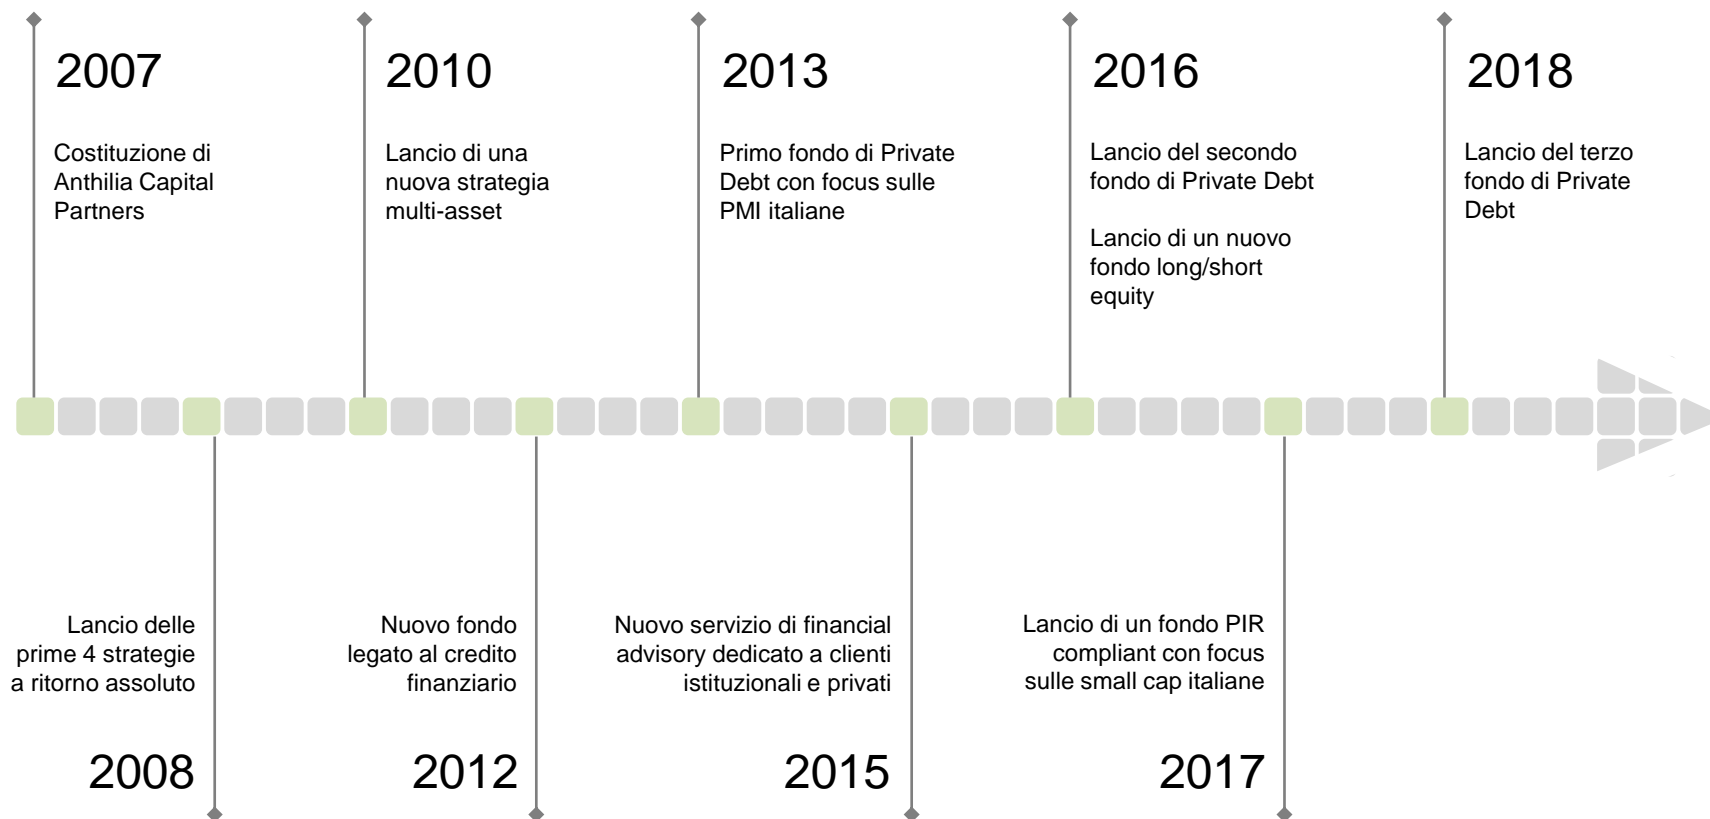 2007
Costituzione di
Anthilia Capital
Partners
2010
Lancio di una
nuova strategia
multi-asset
2013
Primo fondo di Private
Debt con focus sulle
PMI italiane
2016
Lancio del secondo
fondo di Private Debt
Lancio di un nuovo
fondo long/short
equity
2018
Lancio del terzo
fondo di Private
Debt
Lancio delle
prime 4 strategie
a ritorno assoluto
2008
Nuovo fondo
legato al credito
finanziario
2012
Nuovo servizio di financial
advisory dedicato a clienti
istituzionali e privati
2015
Lancio di un fondo PIR
compliant con focus
sulle small cap italiane
2017